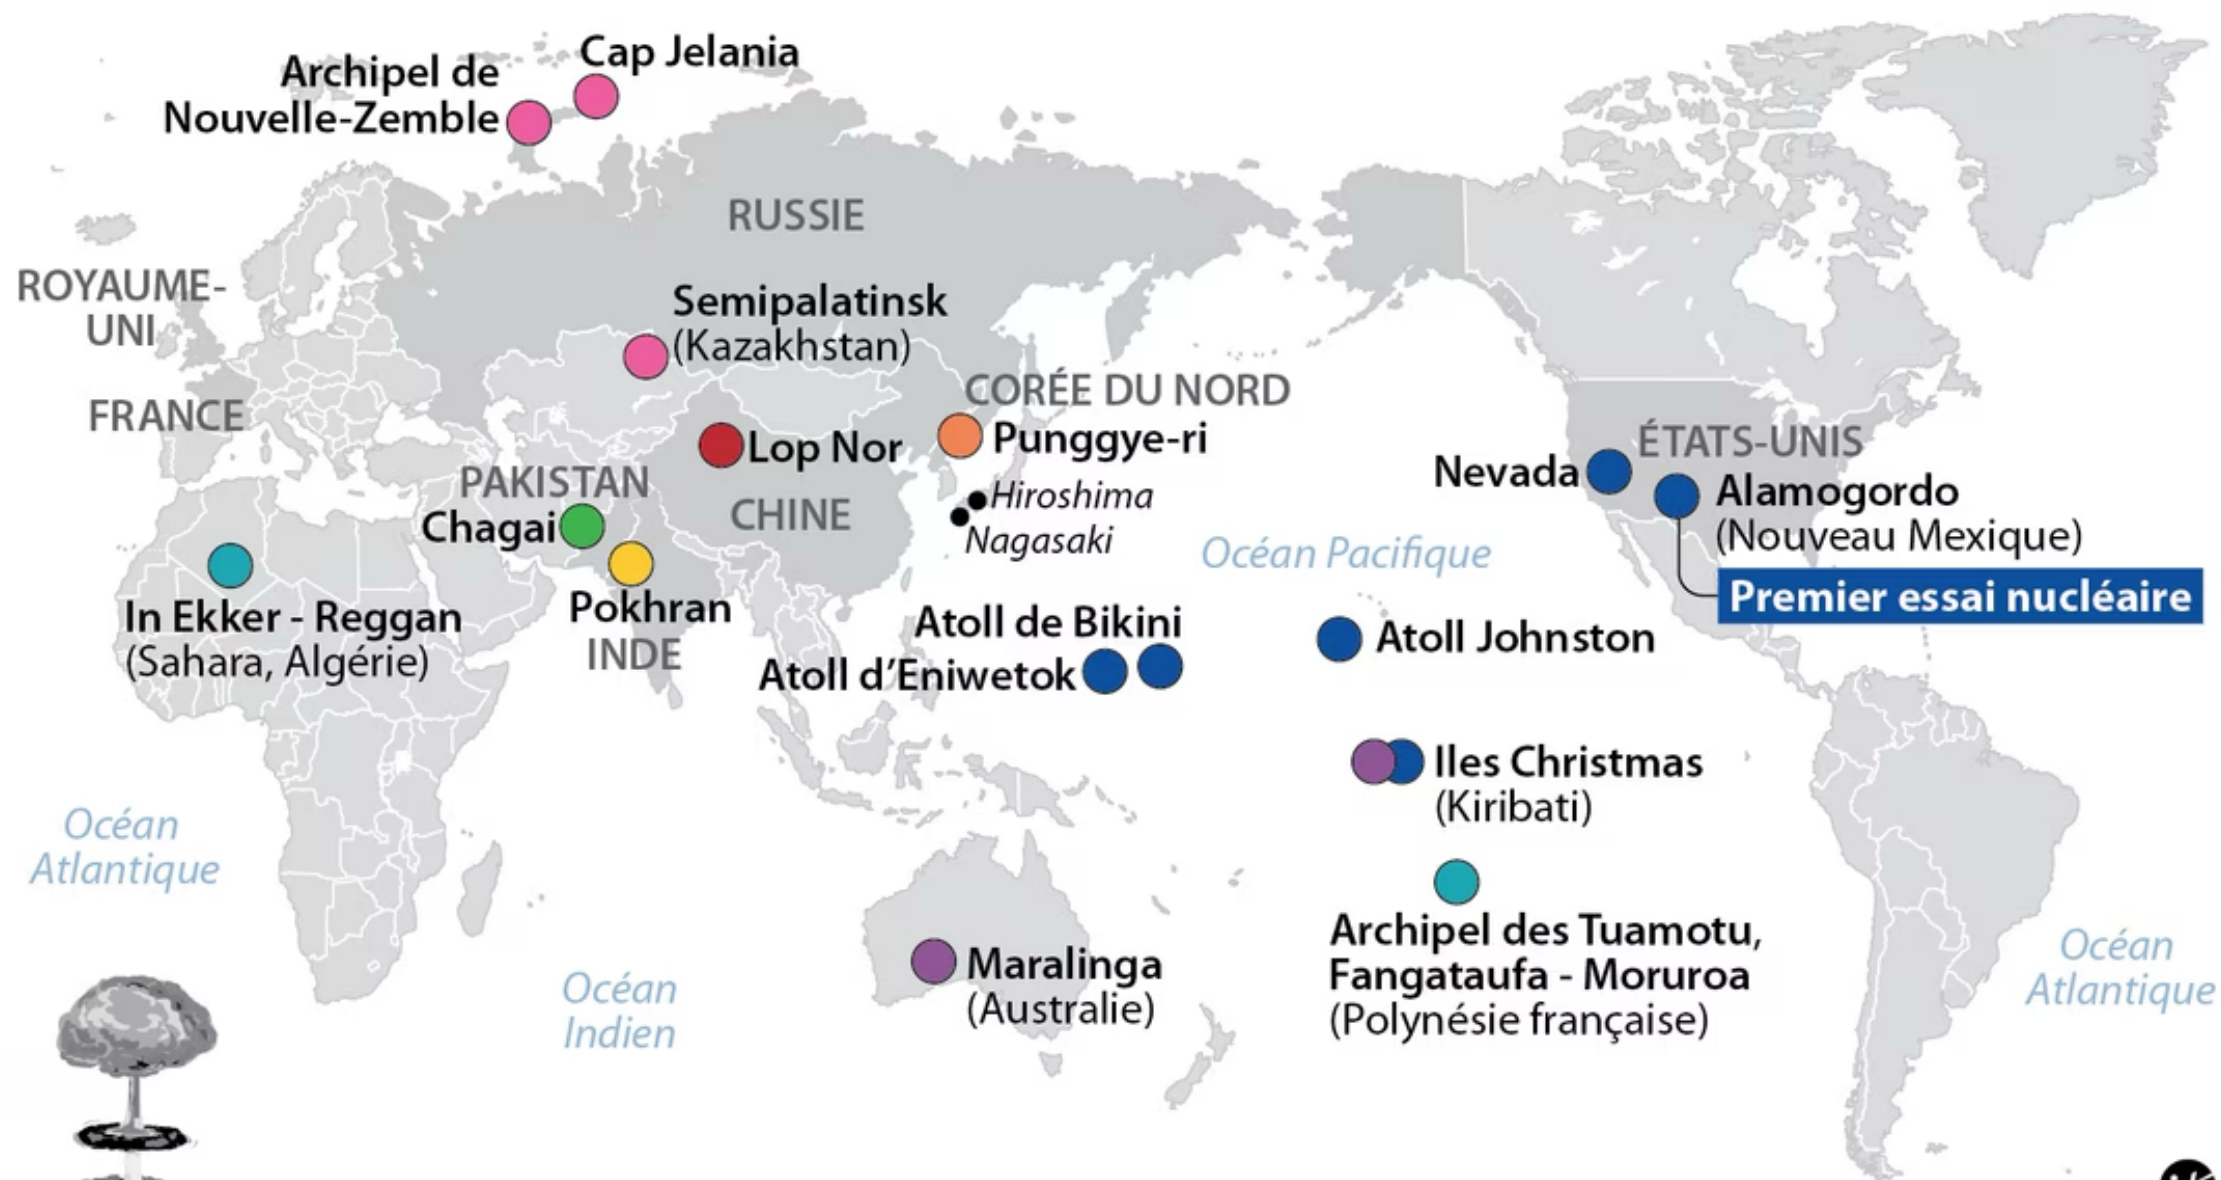 Cap Jelania
Archipel de
Nouvelle-Zemble
RUSSIE
ROYAUME-
UNI
Semipalatinsk
(Kazakhstan)
FRANCE
CORÉE DU NORD
Punggye-ri
Lop Nor
ÉTATS-UNIS
Nevada
Alamogordo
(Nouveau Mexique)
Premier essai nucléaire
PAKISTAN
Chagai
CHINE
Hiroshima
Nagasaki
Océan Pacifique
In Ekker - Reggan
(Sahara, Algérie)
Pokhran
INDE
Atoll de Bikini
Atoll d’Eniwetok
Atoll Johnston
Iles Christmas
(Kiribati)
Océan
Atlantique
Archipel des Tuamotu,
Fangataufa - Moruroa
(Polynésie française)
Maralinga
(Australie)
Océan
Indien
Océan
Atlantique